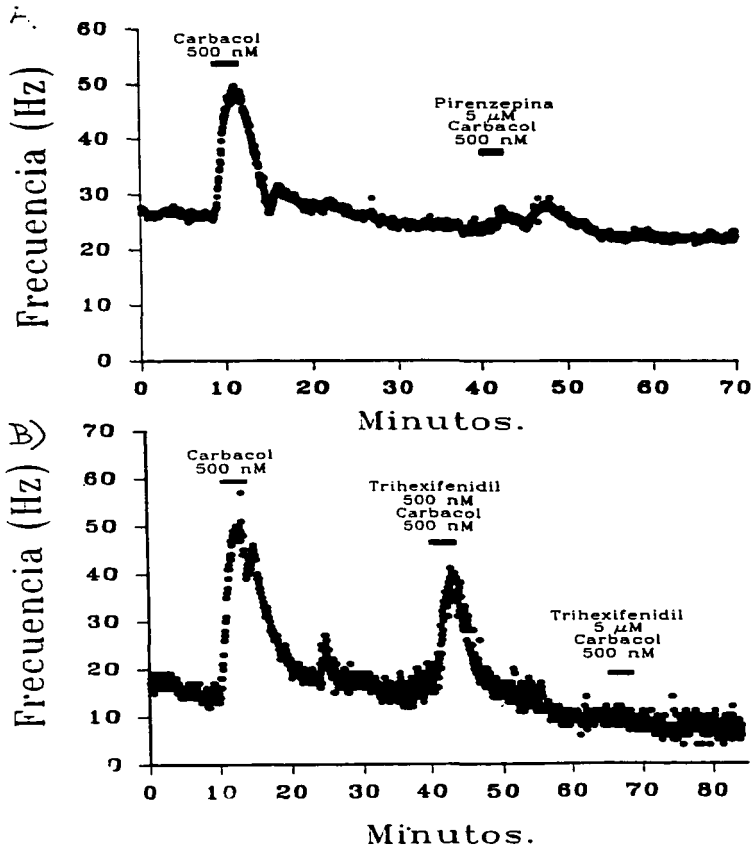 60
50
40
30
20
10
0
Frecuencia (Hz)
Carbacol
500 nM
Pirenzepina
5 μM
Carbacol
500 nM
0 10 20 30 40 50 60 70
Minutos.
B)
70
60
50
40
30
20
10
0
Frecuencia (Hz)
Carbacol
500 nM
Trihexifenidil
500 nM
Carbacol
500 nM
Trihexifenidil
5 μM
Carbacol
500 nM
0 10 20 30 40 50 60 70 80
Minutos.